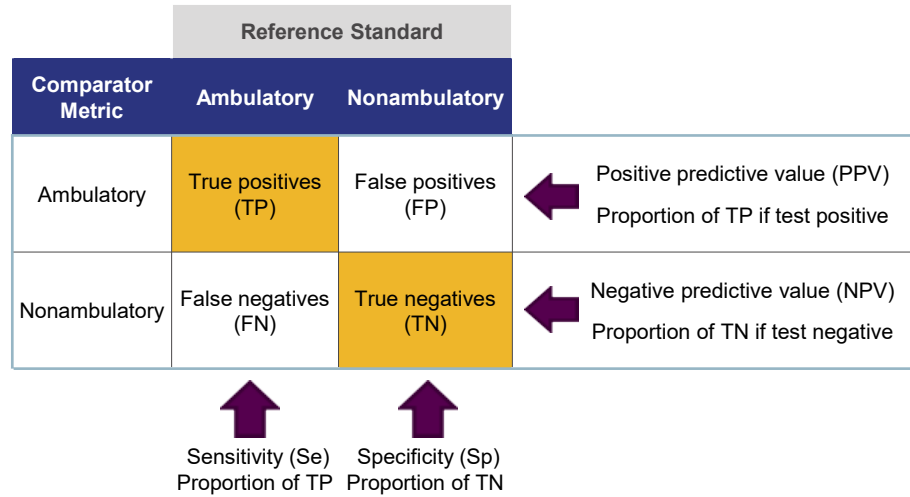 Reference Standard
Comparator
Metric
Ambulatory
Nonambulatory
Ambulatory
True positives
(TP)
False positives
(FP)
Positive predictive value (PPV)
Proportion of TP if test positive
Nonambulatory
False negatives
(FN)
True negatives
(TN)
Negative predictive value (NPV)
Proportion of TN if test negative
Sensitivity (Se)
Proportion of TP
Specificity (Sp)
Proportion of TN